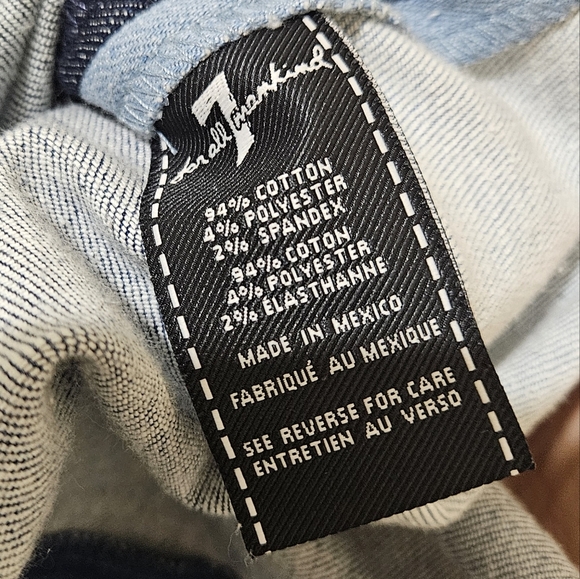 7
for all mankind
94% COTTON
4% POLYESTER
2% SPANDEX
94% COTON
4% POLYESTER
2% ELASTHANNE
MADE IN MEXICO
FABRIQUÉ AU MEXIQUE
SEE REVERSE FOR CARE
ENTRETIEN AU VERSO